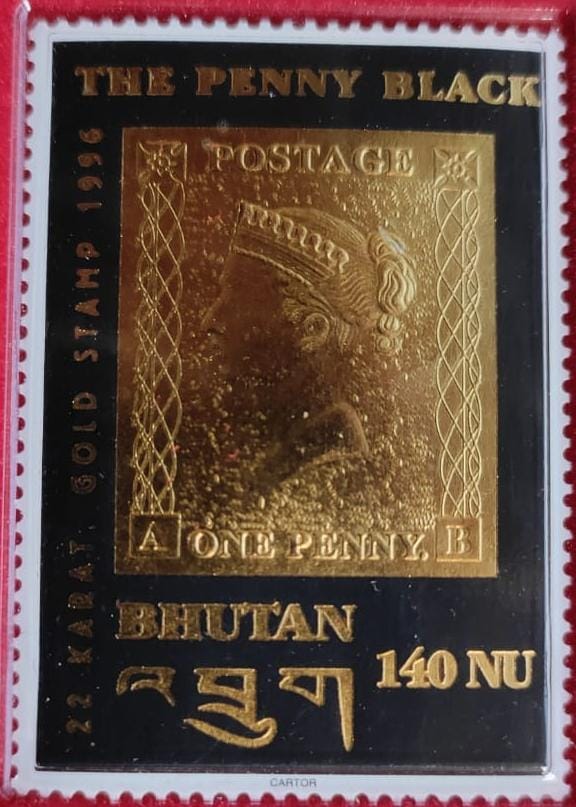 THE PENNY BLACK
22 KARAT. GOLD STAMP 1996
POSTAGE
A ONE PENNY. B
BHUTAN
140 NU
འབྲུག
CARTOR